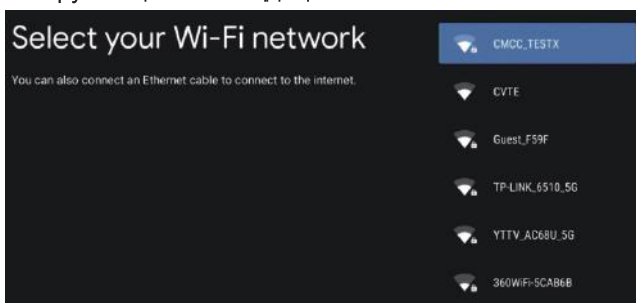 Select your Wi-Fi network
You can also connect an Ethernet cable to connect to the internet.
CMCC_TESTX
CVTE
Guest_F59F
TP-LINK_6510_5G
YTTV_AC68U_5G
360WiFi-5CAB6B